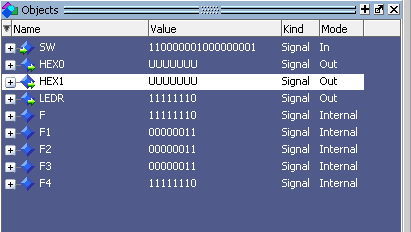 Objects
Name Value Kind Mode
SW 110000001000000001 Signal In
HEX0 UUUUUUU Signal Out
HEX1 UUUUUUU Signal Out
LEDR 11111110 Signal Out
F 11111110 Signal Internal
F1 00000011 Signal Internal
F2 00000011 Signal Internal
F3 00000011 Signal Internal
F4 11111110 Signal Internal